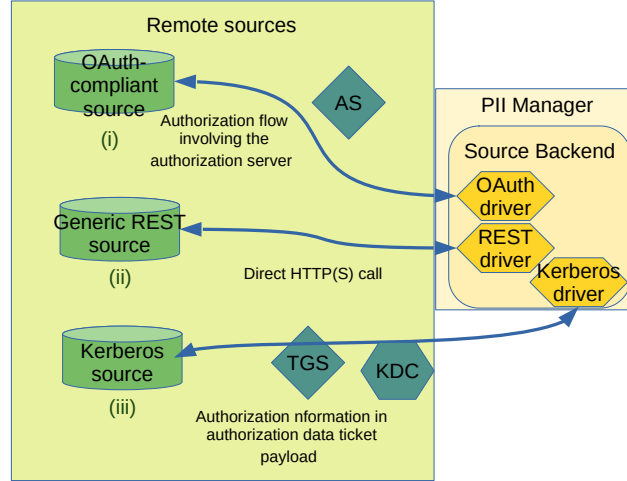 Remote sources
OAuth-
compliant
source
(i)
AS
Authorization flow
involving the
authorization server
PII Manager
Source Backend
OAuth
driver
Generic REST
source
(ii)
REST
driver
Direct HTTP(S) call
Kerberos
driver
Kerberos
source
(iii)
TGS
KDC
Authorization nformation in
authorization data ticket
payload